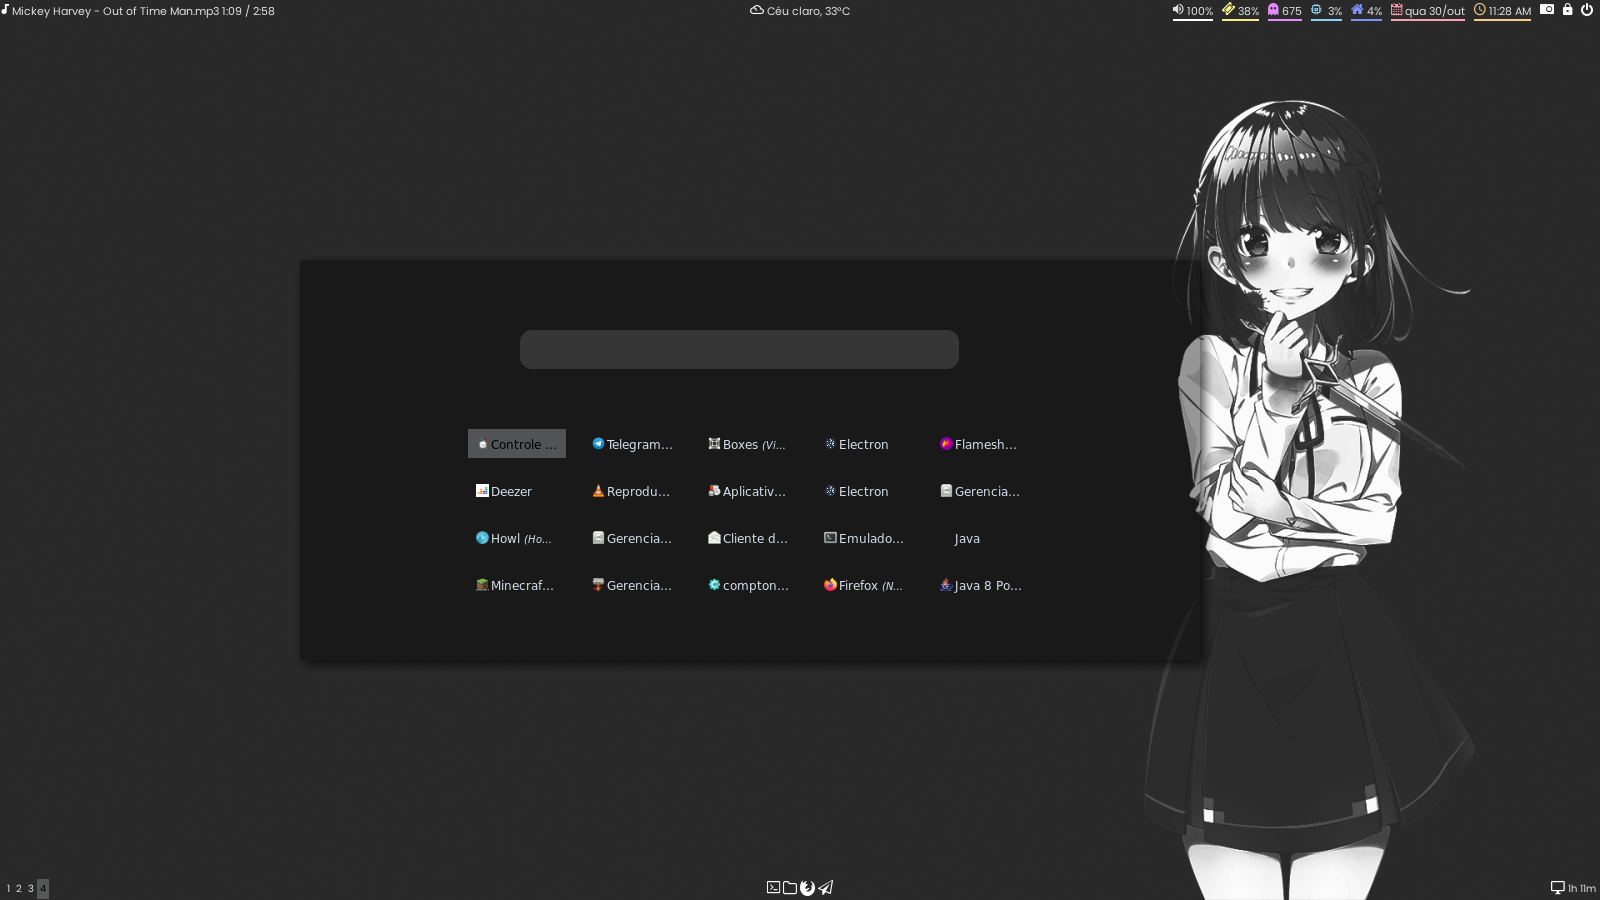 Mickey Harvey - Out of Time Man.mp3 1:09 / 2:58
Céu claro, 33ºC
100% 38% 675 3% 4% qua 30/out 11:28 AM
Controle ... Telegram... Boxes (Vi... Electron Flamesh...
Deezer Reprodu... Aplicativ... Electron Gerencia...
Howl (Ho... Gerencia... Cliente d... Emulado... Java
Minecraf... Gerencia... compton... Firefox (N... Java 8 Po...
1 2 3 4
1h 11m